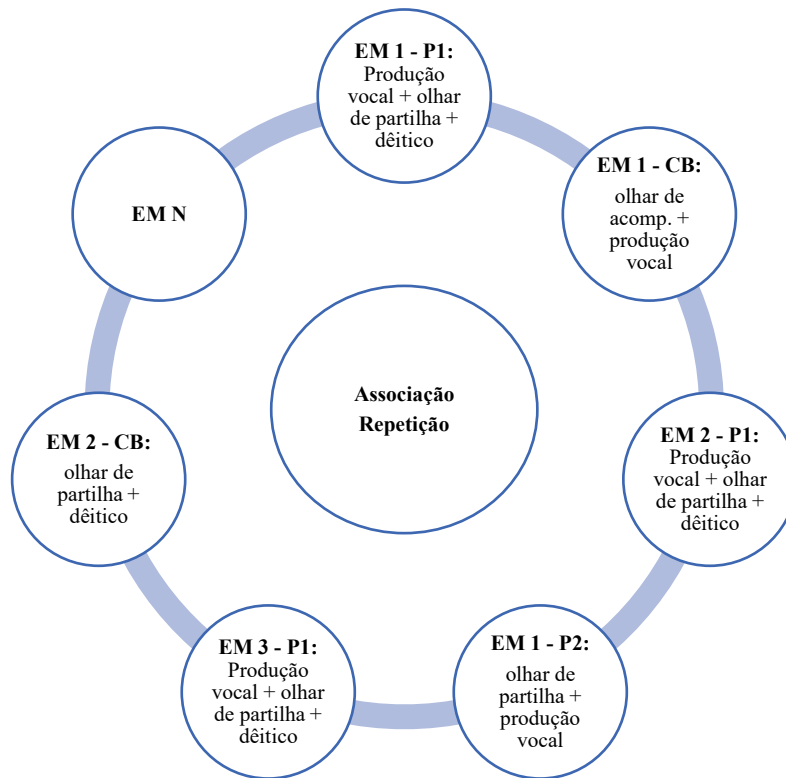 EM 1 - P1:
Produção
vocal + olhar
de partilha +
dêitico
EM 1 - CB:
olhar de
acomp. +
produção
vocal
EM 2 - P1:
Produção
vocal + olhar
de partilha +
dêitico
EM 1 - P2:
olhar de
partilha +
produção
vocal
EM 3 - P1:
Produção
vocal + olhar
de partilha +
dêitico
EM 2 - CB:
olhar de
partilha +
dêitico
EM N
Associação
Repetição